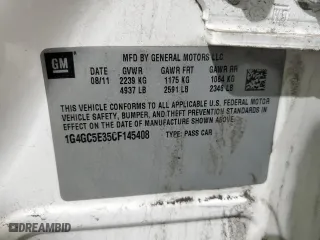 GM
MFD BY GENERAL MOTORS LLC
08/11 GVWR GAWR FRT GAWR RR
2239 KG 1175 KG 1064 KG
4937 LB 2591 LB 2346 LB
THIS VEHICLE CONFORMS TO ALL APPLICABLE U.S. FEDERAL MOTOR
VEHICLE SAFETY, BUMPER, AND THEFT PREVENTION STANDARDS IN
EFFECT ON THE DATE OF MANUFACTURE SHOWN ABOVE.
1G4GC5E35CF145408 TYPE: PASS CAR
D DIRECT.CARS